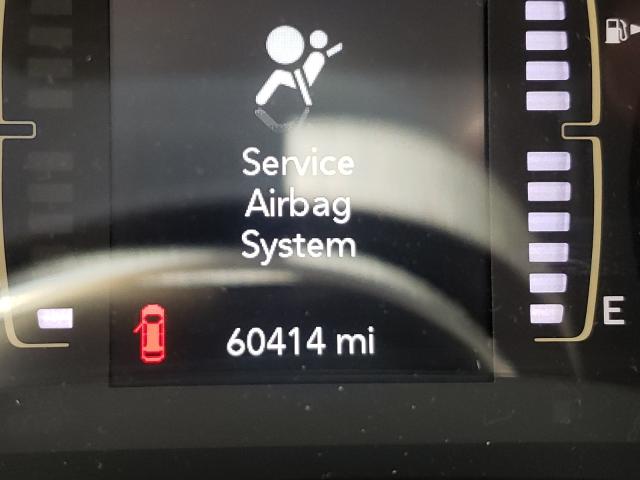 Service
Airbag
System
60414 mi
E